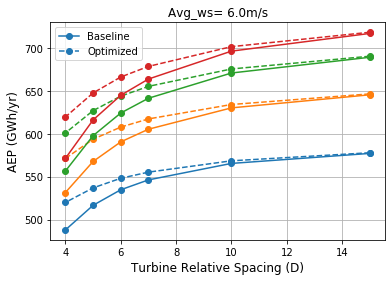 Avg_ws= 6.0m/s
Baseline
Optimized
AEP (GWh/yr)
700
650
600
550
500
4
6
8
10
12
14
Turbine Relative Spacing (D)